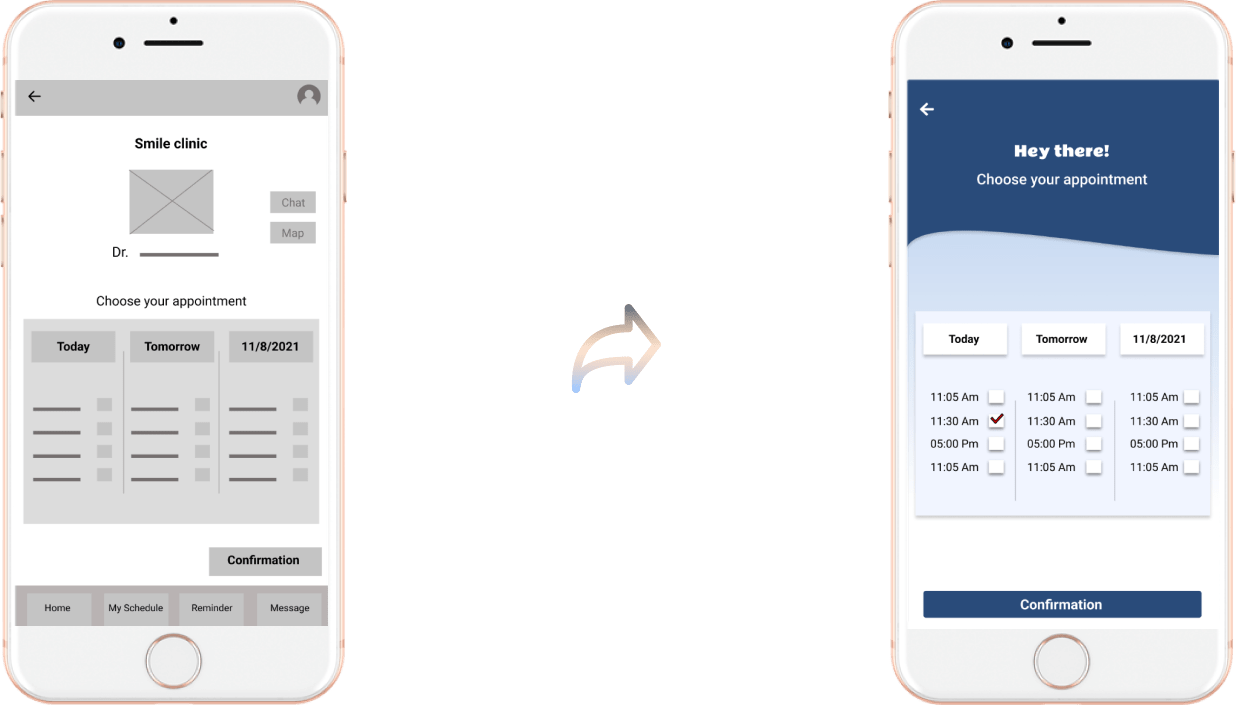 Smile clinic
Chat
Map
Dr.
Choose your appointment
Today Tomorrow 11/8/2021
Confirmation
Home My Schedule Reminder Message
Hey there!
Choose your appointment
Today Tomorrow 11/8/2021
11:05 Am 11:05 Am 11:05 Am
11:30 Am 11:30 Am 11:30 Am
05:00 Pm 05:00 Pm 05:00 Pm
11:05 Am 11:05 Am 11:05 Am
Confirmation